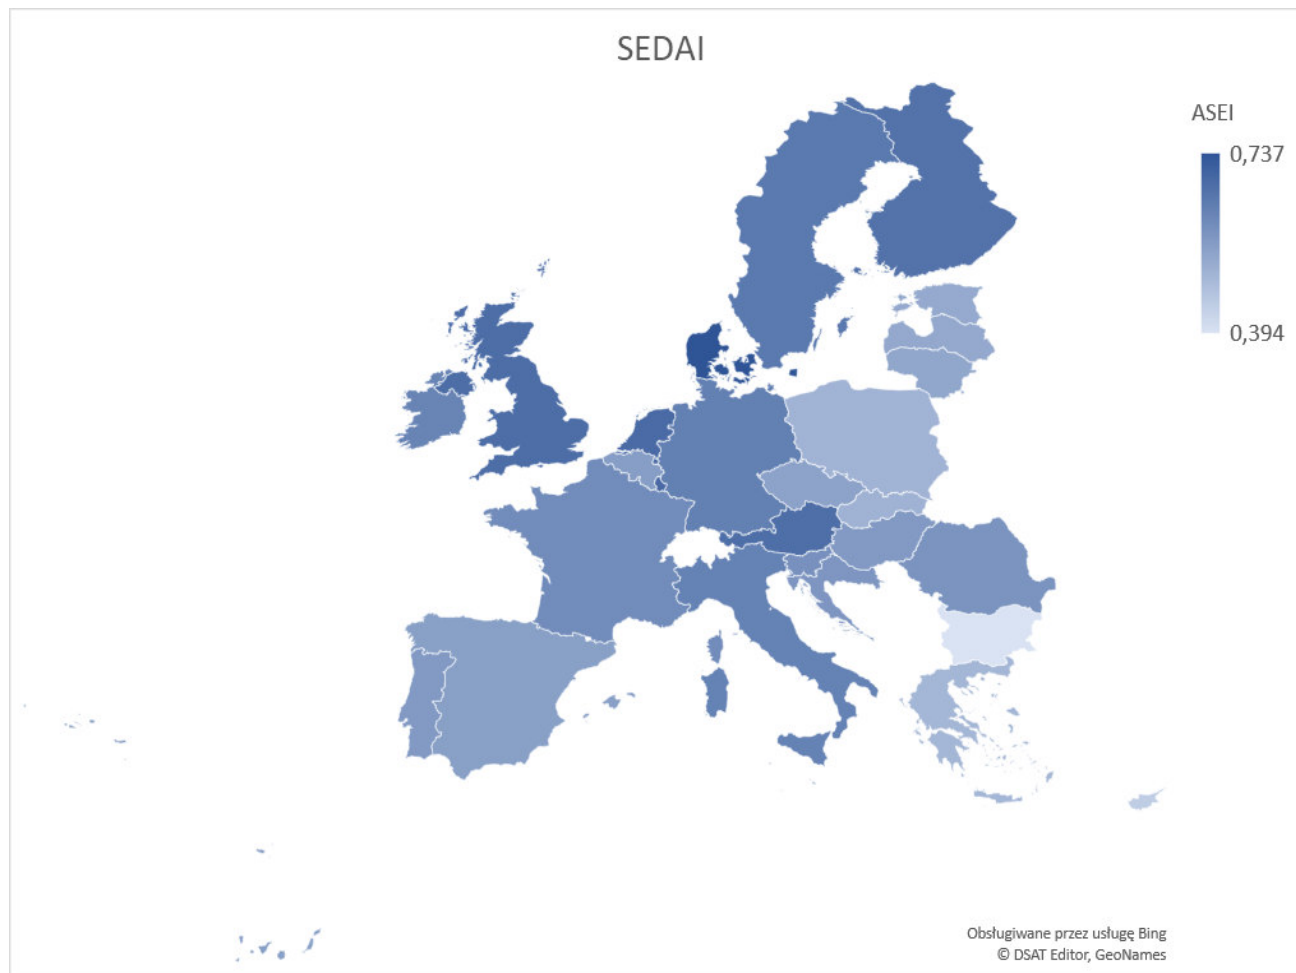 SEDAI
ASEI
0,737
0,394
Obsługiwane przez usługę Bing
© DSAT Editor, GeoNames